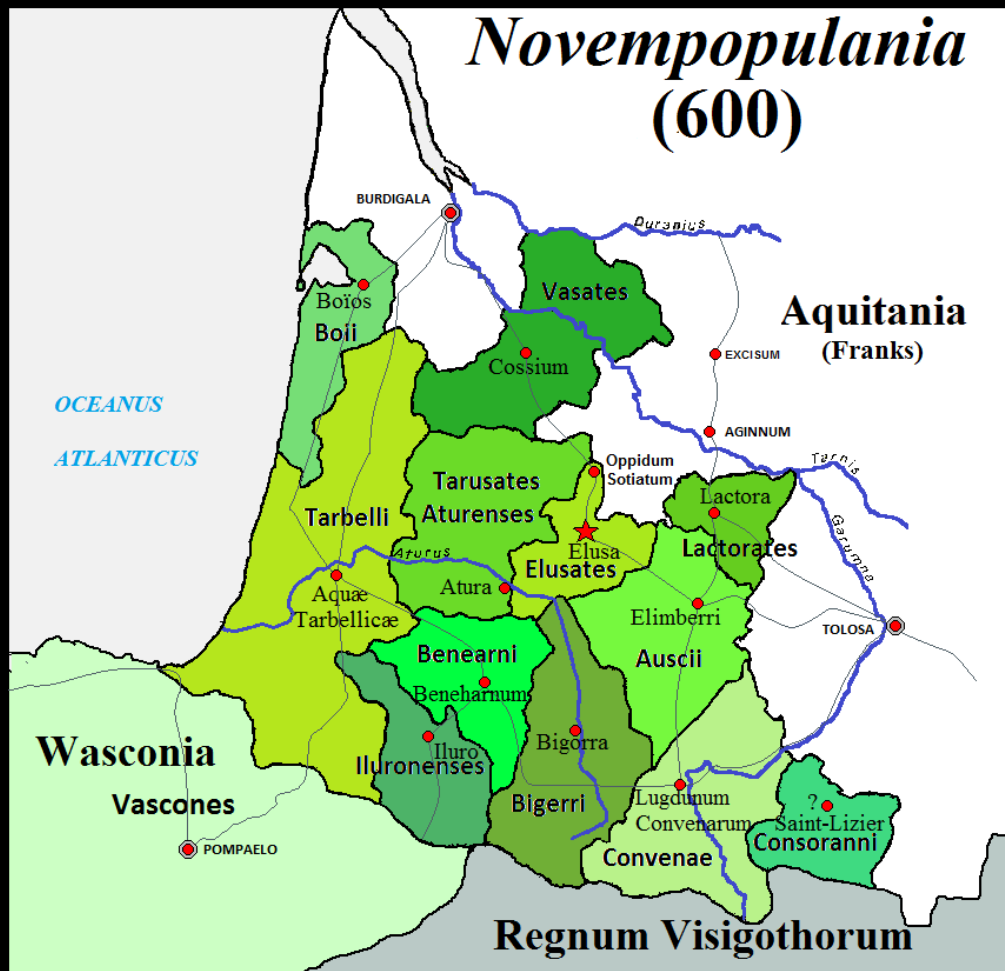 Novempopulania
(600)
BURDIGALA
Duranius
Vasates
Boïos
Boii
Aquitania
(Franks)
Cossium
EXCISUM
OCEANUS
ATLANTICUS
AGINNUM
Oppidum
Sotiatum
Tarnis
Tarusates
Aturenses
Lactora
Tarbelli
Lactorates
Garumna
Elusa
Elusates
Aturus
Aquæ
Tarbellicæ
Atura
Elimberri
TOLOSA
Benearni
Auscii
Beneharnum
Wasconia
Vascones
Iluro
Iluronenses
Bigorra
Bigerri
Lugdunum
Convenarum
?
Saint-Lizier
Consoranni
POMPAELO
Convenae
Regnum Visigothorum